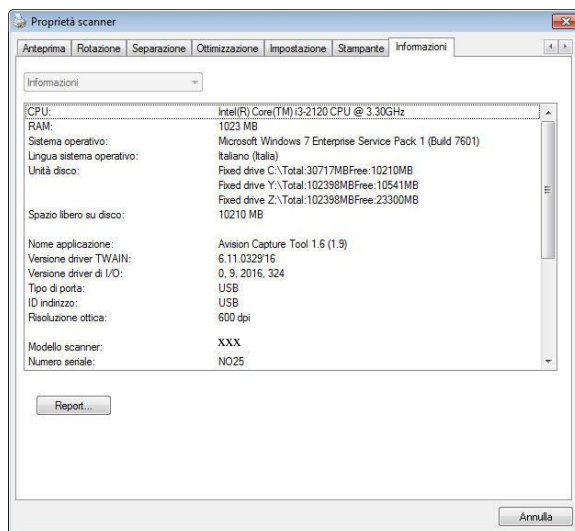 Proprietà scanner
Anteprima Rotazione Separazione Ottimizzazione Impostazione Stampante Informazioni
Informazioni
CPU: Intel(R) Core(TM) i3-2120 CPU @ 3.30GHz
RAM: 1023 MB
Sistema operativo: Microsoft Windows 7 Enterprise Service Pack 1 (Build 7601)
Lingua sistema operativo: Italiano (Italia)
Unità disco: Fixed drive C:\Total:30717MBFree:10210MB
Fixed drive Y:\Total:102398MBFree:10541MB
Fixed drive Z:\Total:102398MBFree:23300MB
Spazio libero su disco: 10210 MB
Nome applicazione: Avision Capture Tool 1.6 (1.9)
Versione driver TWAIN: 6.11.0329'16
Versione driver di I/O: 0, 9, 2016, 324
Tipo di porta: USB
ID indirizzo: USB
Risoluzione ottica: 600 dpi
Modello scanner: XXX
Numero seriale: NO25
Report...
Annulla